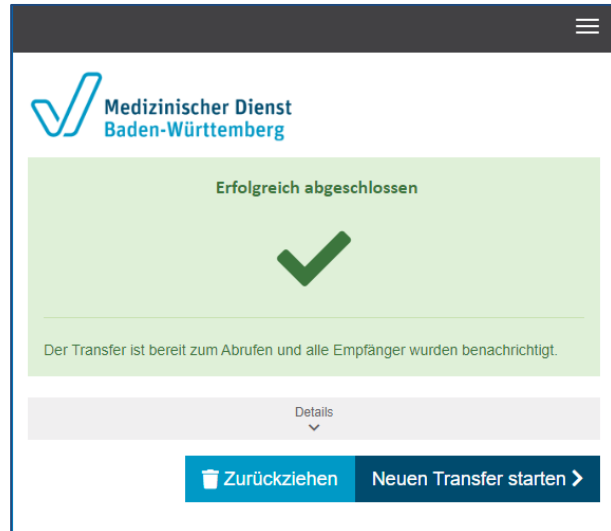 Medizinischer Dienst
Baden-Württemberg
Erfolgreich abgeschlossen
Der Transfer ist bereit zum Abrufen und alle Empfänger wurden benachrichtigt.
Details
Zurückziehen
Neuen Transfer starten